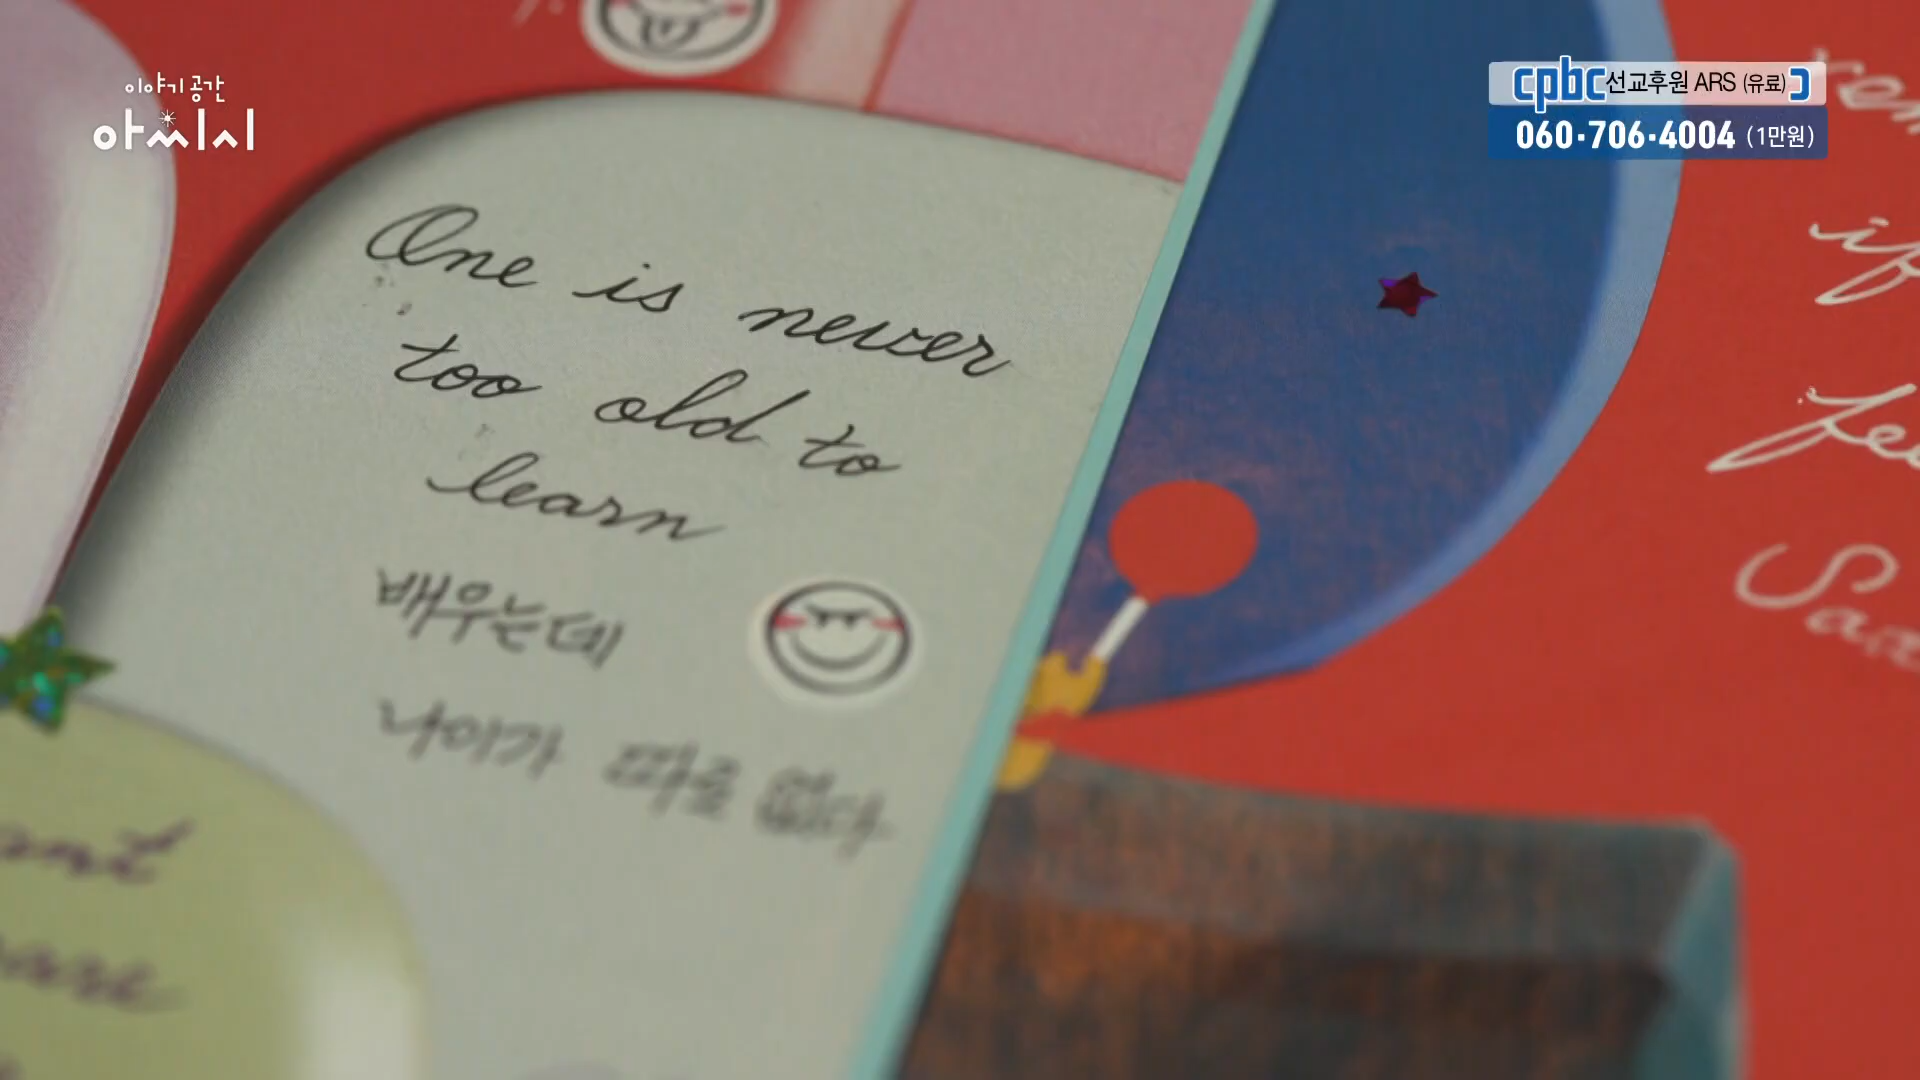 이야기 공간
아씨시
cpbc 선교후원 ARS (유료)
060·706·4004 (1만원)
One is never
too old to
learn
배우는데
나이가 따로 없다
if